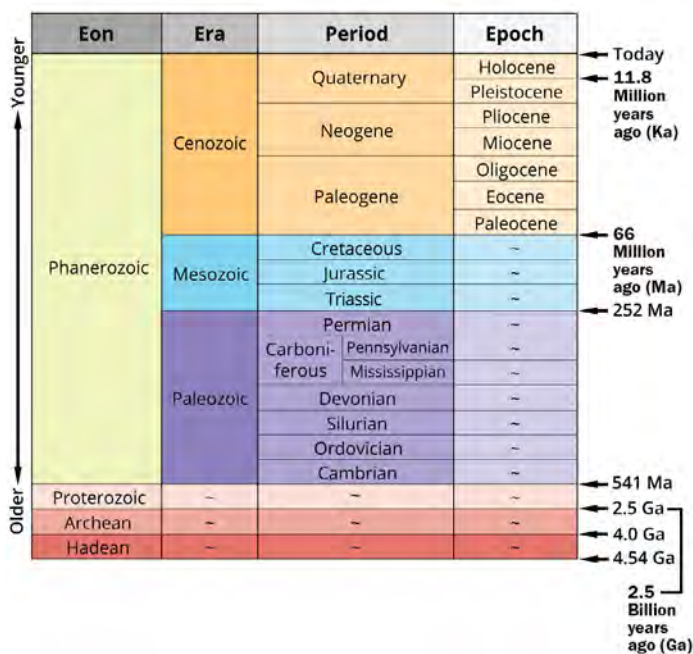 Eon Era Period Epoch
Younger
Older
Phanerozoic
Cenozoic
Quaternary
Holocene
Pleistocene
Neogene
Pliocene
Miocene
Paleogene
Oligocene
Eocene
Paleocene
Mesozoic
Cretaceous ~
Jurassic ~
Triassic ~
Paleozoic
Permian ~
Carboni-
ferous
Pennsylvanian ~
Mississippian ~
Devonian ~
Silurian ~
Ordovician ~
Cambrian ~
Proterozoic ~ ~ ~
Archean ~ ~ ~
Hadean ~ ~ ~
Today
11.8
Million
years
ago (Ka)
66
Million
years
ago (Ma)
252 Ma
541 Ma
2.5 Ga
4.0 Ga
4.54 Ga
2.5
Billion
years
ago (Ga)